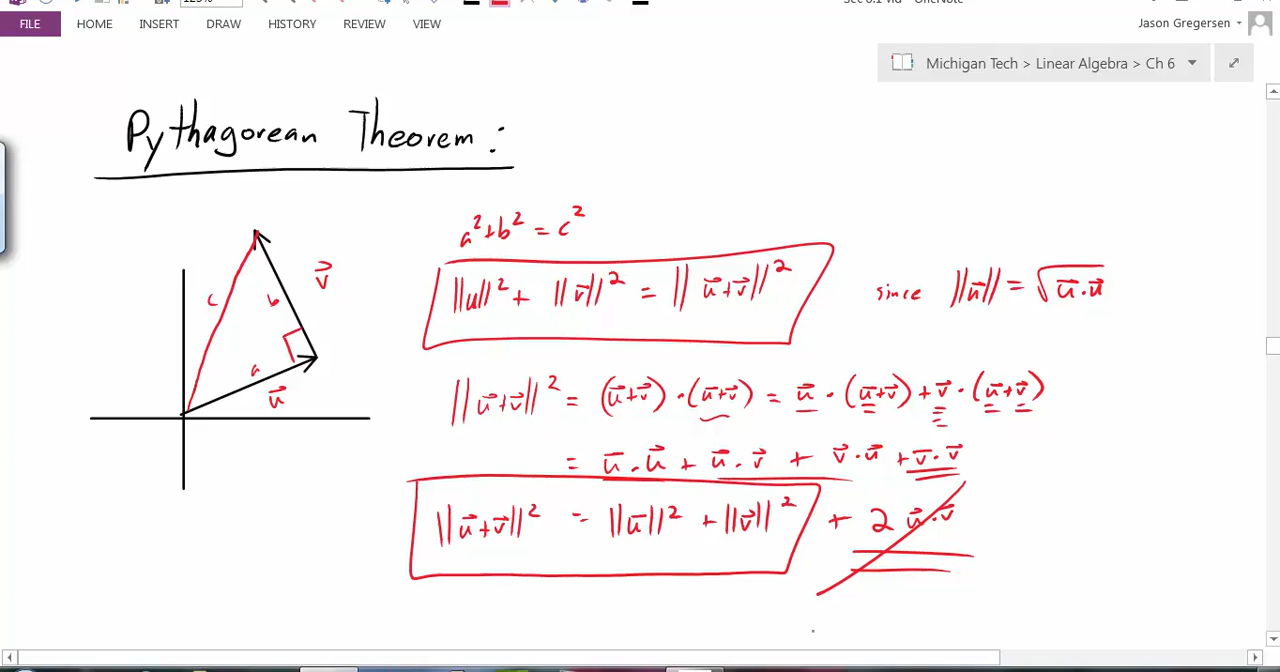 FILE HOME INSERT DRAW HISTORY REVIEW VIEW
Jason Gregersen
Michigan Tech > Linear Algebra > Ch 6
Pythagorean Theorem :
a² + b² = c²
||u||² + ||v⃗||² = ||u⃗+v⃗||²
since ||u⃗|| = √u⃗·u⃗
c b v⃗
a u⃗
||u⃗+v⃗||² = (u⃗+v⃗)·(u⃗+v⃗) = u⃗·(u⃗+v⃗) + v⃗·(u⃗+v⃗)
= u⃗·u⃗ + u⃗·v⃗ + v⃗·u⃗ + v⃗·v⃗
||u⃗+v⃗||² = ||u⃗||² + ||v⃗||² + 2 u⃗·v⃗